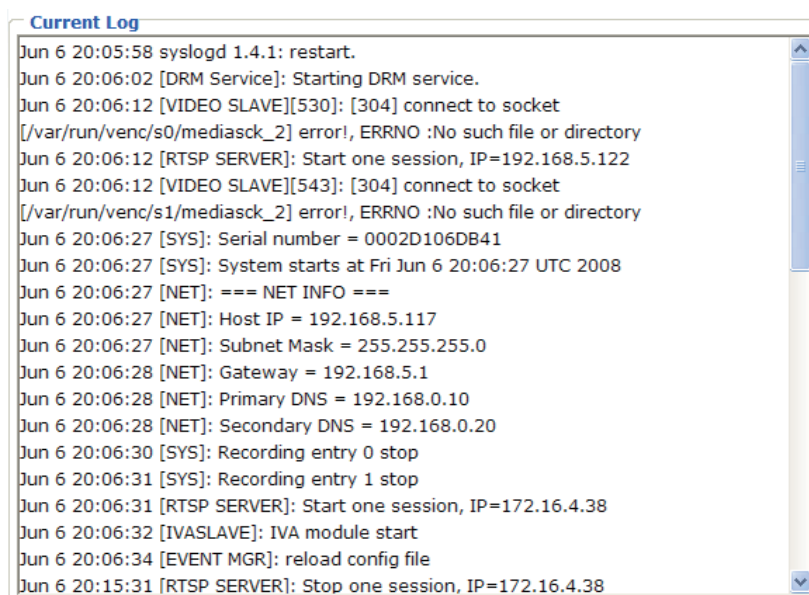 Current Log
Jun 6 20:05:58 syslogd 1.4.1: restart.
Jun 6 20:06:02 [DRM Service]: Starting DRM service.
Jun 6 20:06:12 [VIDEO SLAVE][530]: [304] connect to socket
[/var/run/venc/s0/mediasck_2] error!, ERRNO :No such file or directory
Jun 6 20:06:12 [RTSP SERVER]: Start one session, IP=192.168.5.122
Jun 6 20:06:12 [VIDEO SLAVE][543]: [304] connect to socket
[/var/run/venc/s1/mediasck_2] error!, ERRNO :No such file or directory
Jun 6 20:06:27 [SYS]: Serial number = 0002D106DB41
Jun 6 20:06:27 [SYS]: System starts at Fri Jun 6 20:06:27 UTC 2008
Jun 6 20:06:27 [NET]: === NET INFO ===
Jun 6 20:06:27 [NET]: Host IP = 192.168.5.117
Jun 6 20:06:27 [NET]: Subnet Mask = 255.255.255.0
Jun 6 20:06:28 [NET]: Gateway = 192.168.5.1
Jun 6 20:06:28 [NET]: Primary DNS = 192.168.0.10
Jun 6 20:06:28 [NET]: Secondary DNS = 192.168.0.20
Jun 6 20:06:30 [SYS]: Recording entry 0 stop
Jun 6 20:06:31 [SYS]: Recording entry 1 stop
Jun 6 20:06:31 [RTSP SERVER]: Start one session, IP=172.16.4.38
Jun 6 20:06:32 [IVASLAVE]: IVA module start
Jun 6 20:06:34 [EVENT MGR]: reload config file
Jun 6 20:15:31 [RTSP SERVER]: Stop one session, IP=172.16.4.38